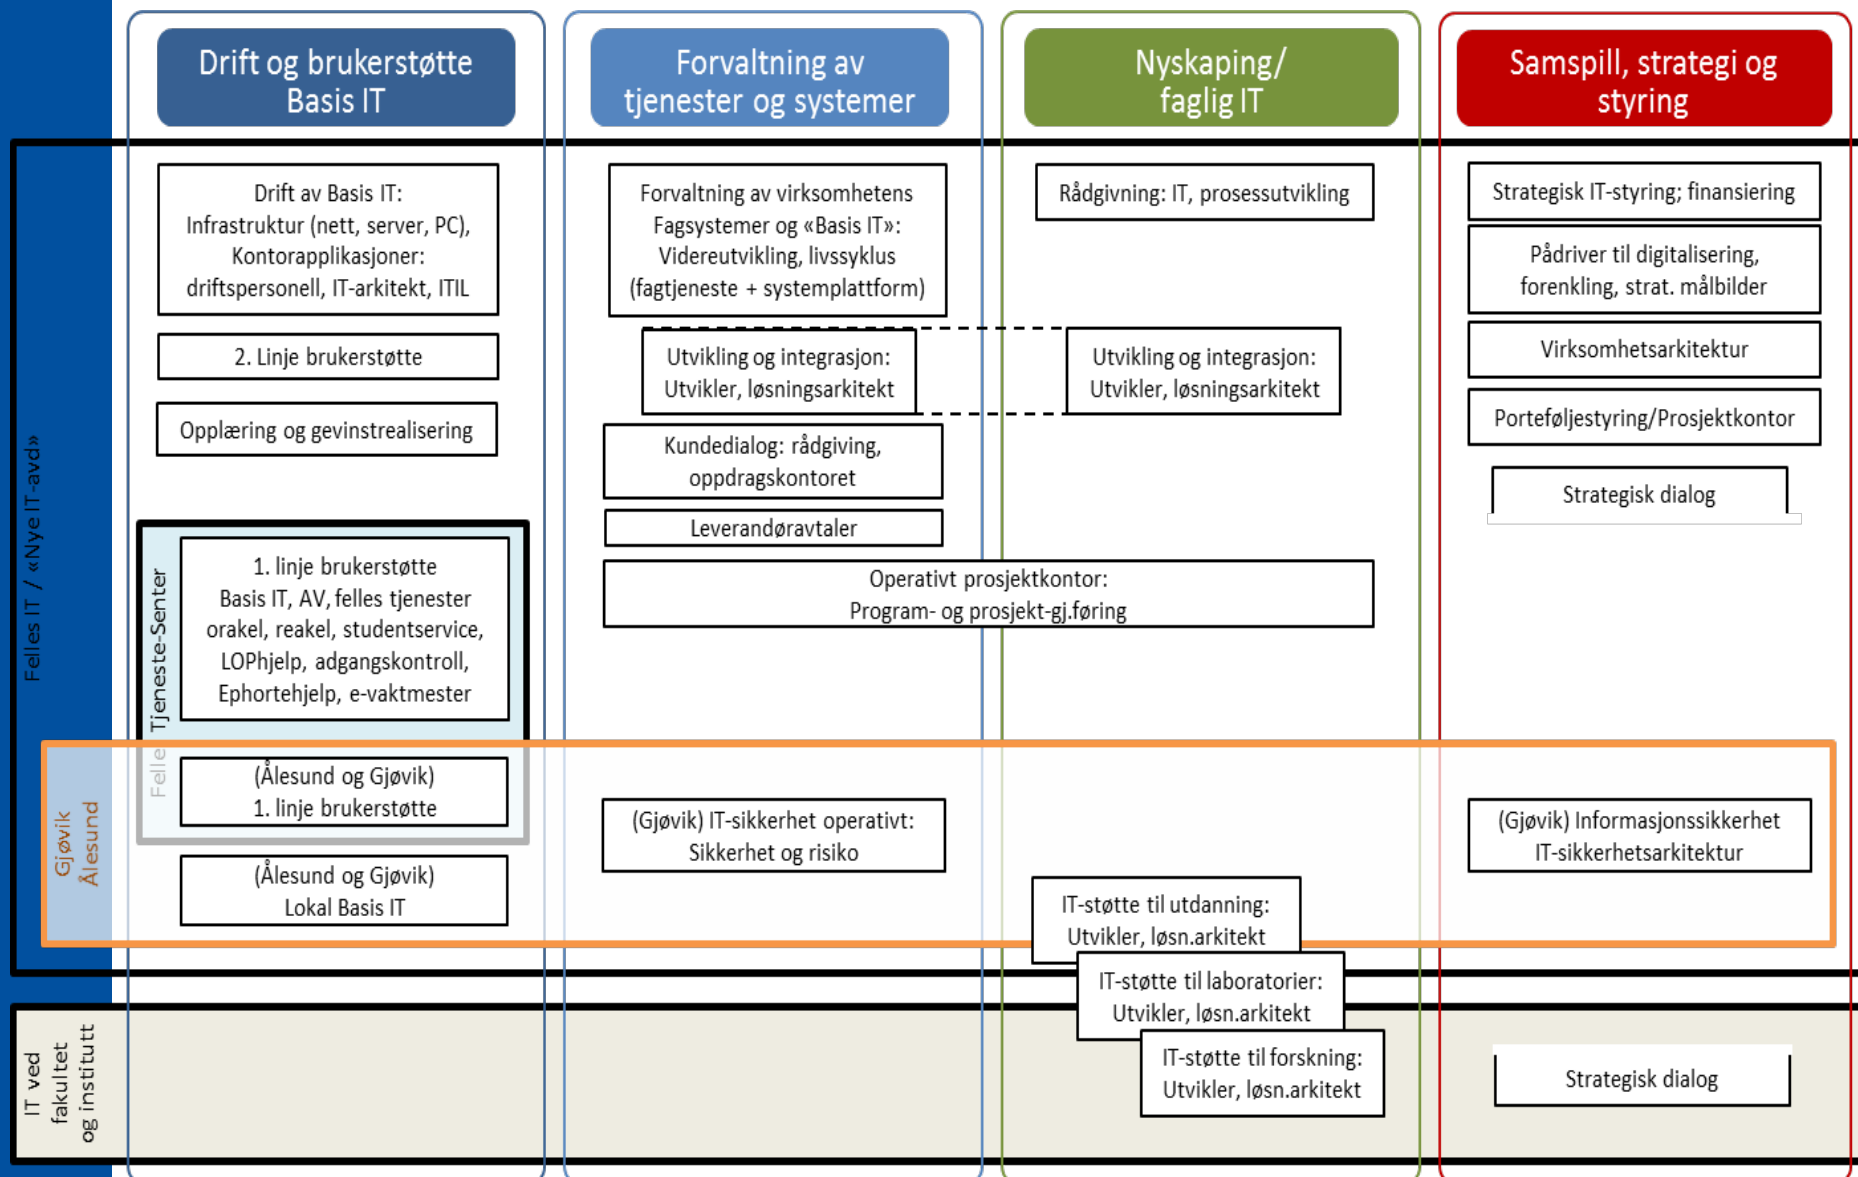 Drift og brukerstøtte
Basis IT
Forvaltning av
tjenester og systemer
Nyskaping/
faglig IT
Samspill, strategi og
styring
Felles IT / «Nye IT-avd»
Drift av Basis IT:
Infrastruktur (nett, server, PC),
Kontorapplikasjoner:
driftspersonell, IT-arkitekt, ITIL
2. Linje brukerstøtte
Opplæring og gevinstrealisering
Felle Tjeneste-Senter
1. linje brukerstøtte
Basis IT, AV, felles tjenester
orakel, reakel, studentservice,
LOPhjelp, adgangskontroll,
Ephortehjelp, e-vaktmester
Forvaltning av virksomhetens
Fagsystemer og «Basis IT»:
Videreutvikling, livssyklus
(fagtjeneste + systemplattform)
Utvikling og integrasjon:
Utvikler, løsningsarkitekt
Kundedialog: rådgiving,
oppdragskontoret
Leverandøravtaler
Operativt prosjektkontor:
Program- og prosjekt-gj.føring
Rådgivning: IT, prosessutvikling
Utvikling og integrasjon:
Utvikler, løsningsarkitekt
Strategisk IT-styring; finansiering
Pådriver til digitalisering,
forenkling, strat. målbilder
Virksomhetsarkitektur
Porteføljestyring/Prosjektkontor
Strategisk dialog
Gjøvik
Ålesund
(Ålesund og Gjøvik)
1. linje brukerstøtte
(Ålesund og Gjøvik)
Lokal Basis IT
(Gjøvik) IT-sikkerhet operativt:
Sikkerhet og risiko
(Gjøvik) Informasjonssikkerhet
IT-sikkerhetsarkitektur
IT-støtte til utdanning:
Utvikler, løsn.arkitekt
IT-støtte til laboratorier:
Utvikler, løsn.arkitekt
IT-støtte til forskning:
Utvikler, løsn.arkitekt
IT ved
fakultet
og institutt
Strategisk dialog